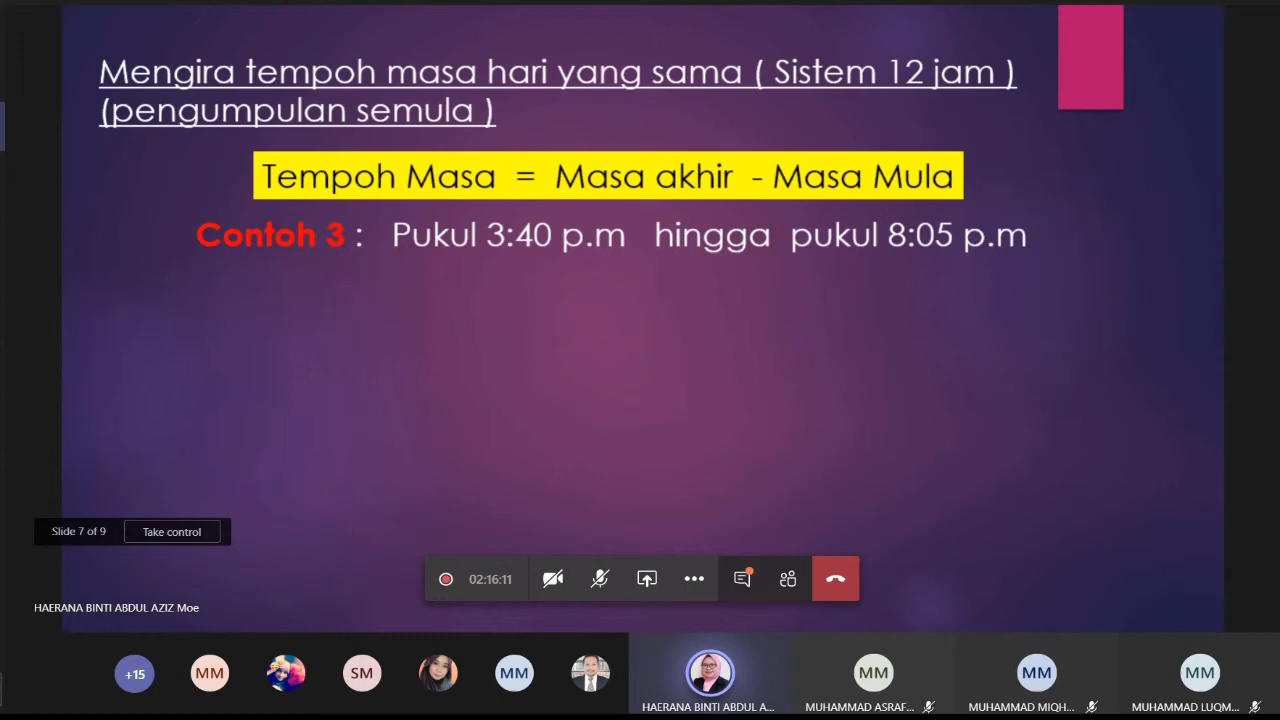 Mengira tempoh masa hari yang sama ( Sistem 12 jam )
(pengumpulan semula )
Tempoh Masa = Masa akhir - Masa Mula
Contoh 3 : Pukul 3:40 p.m hingga pukul 8:05 p.m
Slide 7 of 9 Take control
02:16:11
HAERANA BINTI ABDUL AZIZ Moe
+15 MM SM MM MM MM MM
HAERANA BINTI ABDUL A... MUHAMMAD ASRAF... MUHAMMAD MIQH... MUHAMMAD LUQM...